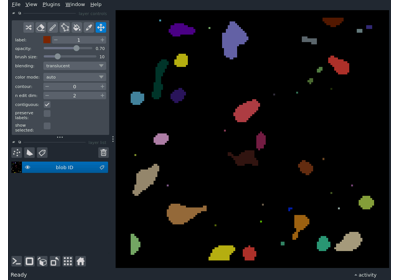 File View Plugins Window Help
label: 1
opacity: 0.70
brush size: 10
blending: translucent
color mode: auto
contour: 0
n edit dim: 2
contiguous:
preserve
labels:
show
selected:
blob ID
Ready
activity